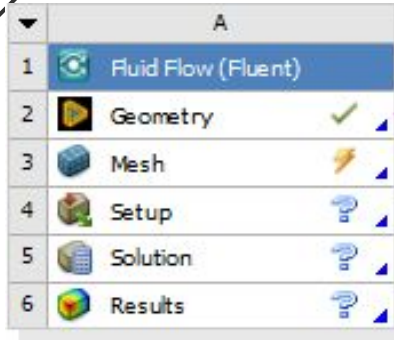 A
1 Fluid Flow (Fluent)
2 Geometry
3 Mesh
4 Setup
5 Solution
6 Results